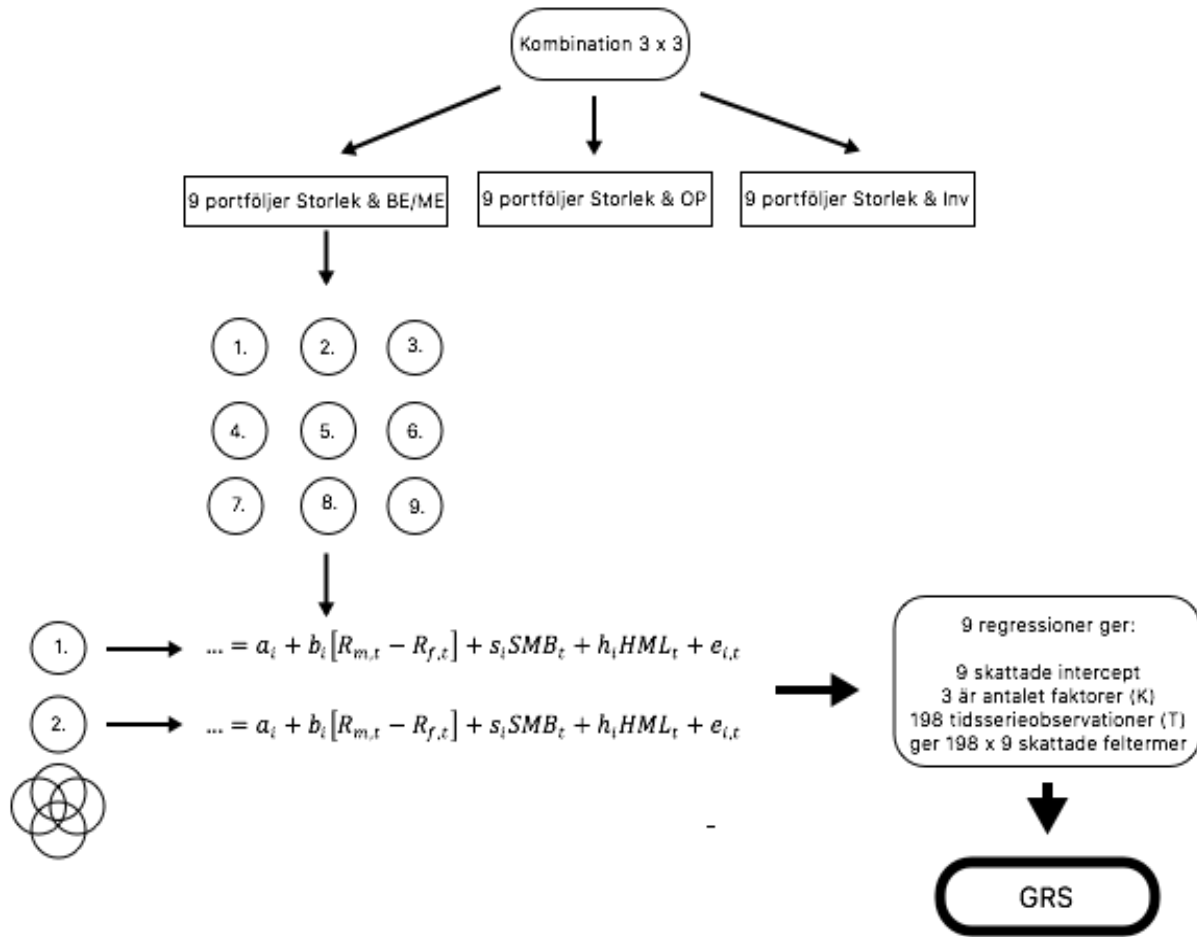 Kombination 3 x 3
9 portföljer Storlek & BE/ME
9 portföljer Storlek & OP
9 portföljer Storlek & Inv
1. 2. 3.
4. 5. 6.
7. 8. 9.
1. ... = a_i + b_i[R_{m,t} − R_{f,t}] + s_iSMB_t + h_iHML_t + e_{i,t}
2. ... = a_i + b_i[R_{m,t} − R_{f,t}] + s_iSMB_t + h_iHML_t + e_{i,t}
-
9 regressioner ger:
9 skattade intercept
3 är antalet faktorer (K)
198 tidsserieobservationer (T)
ger 198 x 9 skattade feltermer
GRS